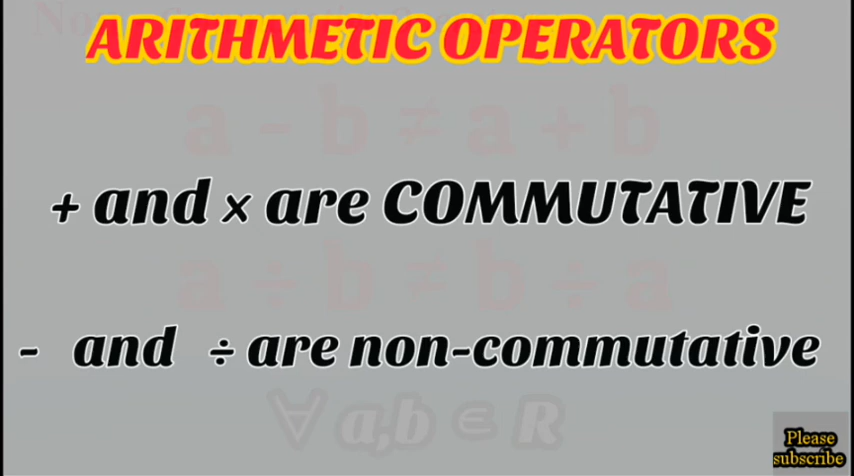 ARITHMETIC OPERATORS
a - b ≠ a + b
+ and × are COMMUTATIVE
a ÷ b ≠ b ÷ a
- and ÷ are non-commutative
∀ a,b ∈ R
Please
subscribe